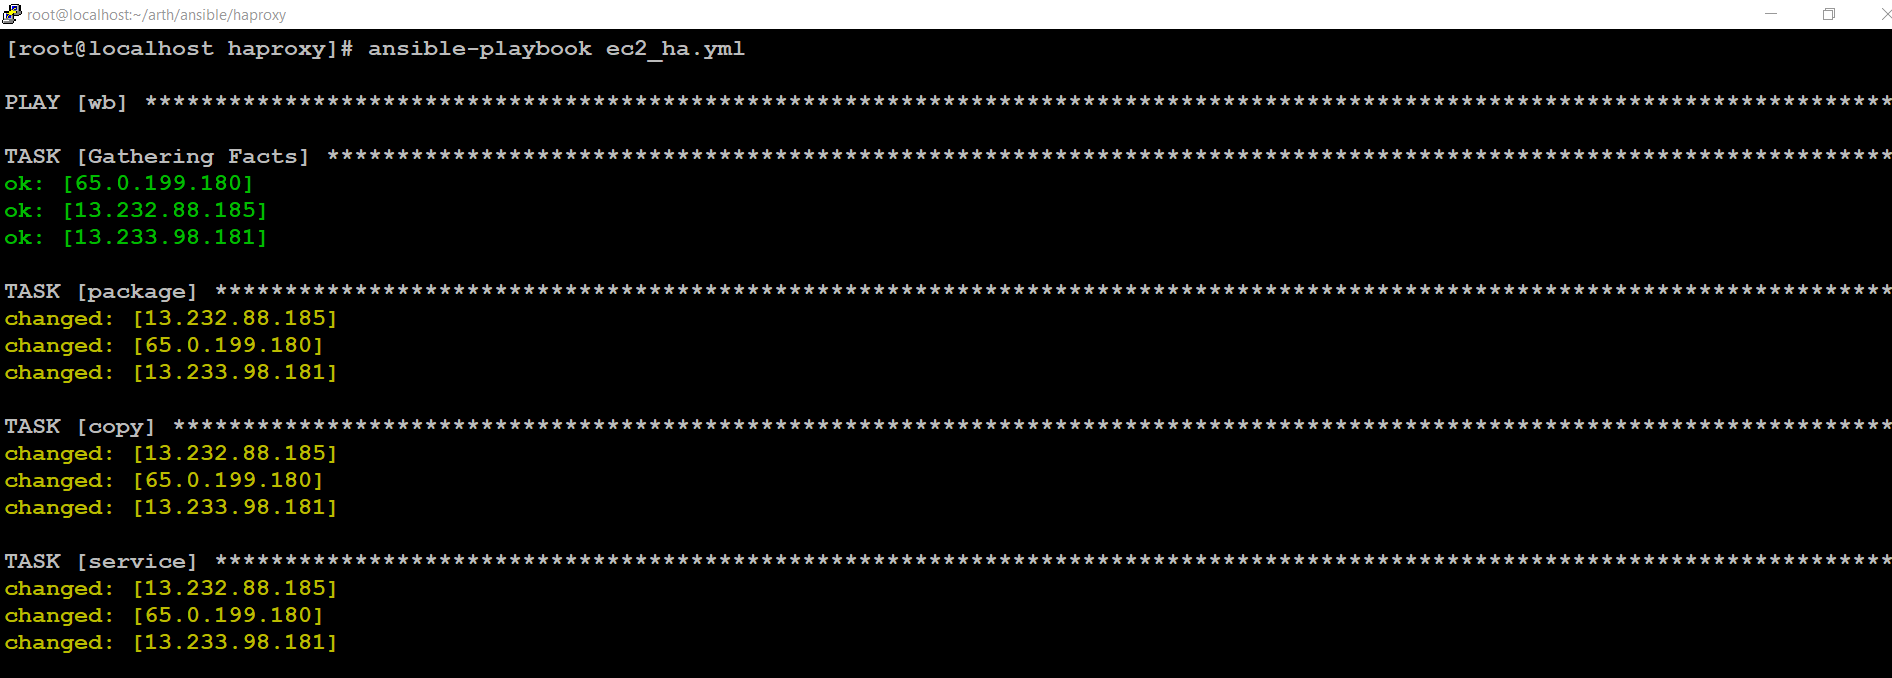 root@localhost:~/arth/ansible/haproxy
[root@localhost haproxy]# ansible-playbook ec2_ha.yml
PLAY [wb] *****************************************************************************************************************************
TASK [Gathering Facts] ****************************************************************************************************************
ok: [65.0.199.180]
ok: [13.232.88.185]
ok: [13.233.98.181]
TASK [package] ************************************************************************************************************************
changed: [13.232.88.185]
changed: [65.0.199.180]
changed: [13.233.98.181]
TASK [copy] ***************************************************************************************************************************
changed: [13.232.88.185]
changed: [65.0.199.180]
changed: [13.233.98.181]
TASK [service] ************************************************************************************************************************
changed: [13.232.88.185]
changed: [65.0.199.180]
changed: [13.233.98.181]